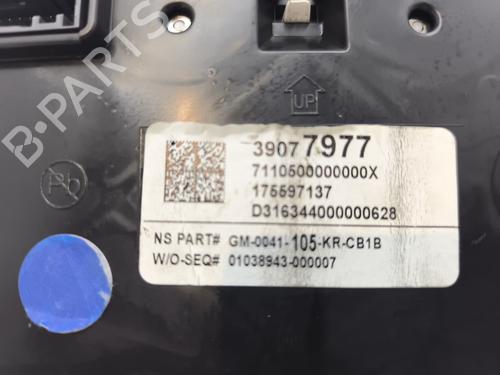 UP
39077977
7110500000000X
175597137
D316344000000628
NS PART# GM-0041-105-KR-CB1B
W/O-SEQ# 01038943-000007
Pb
B-PARTS